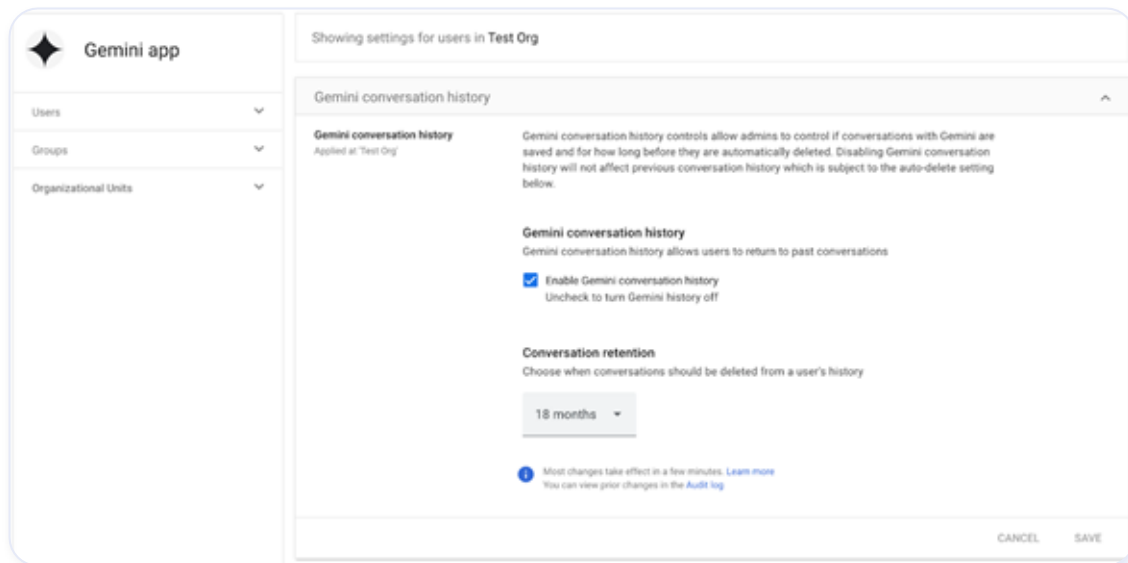 Gemini app
Users
Groups
Organizational Units
Showing settings for users in Test Org
Gemini conversation history
Gemini conversation history
Applied at 'Test Org'
Gemini conversation history controls allow admins to control if conversations with Gemini are
saved and for how long before they are automatically deleted. Disabling Gemini conversation
history will not affect previous conversation history which is subject to the auto-delete setting
below.
Gemini conversation history
Gemini conversation history allows users to return to past conversations
Enable Gemini conversation history
Uncheck to turn Gemini history off
Conversation retention
Choose when conversations should be deleted from a user's history
18 months
Most changes take effect in a few minutes. Learn more
You can view prior changes in the Audit log
CANCEL SAVE